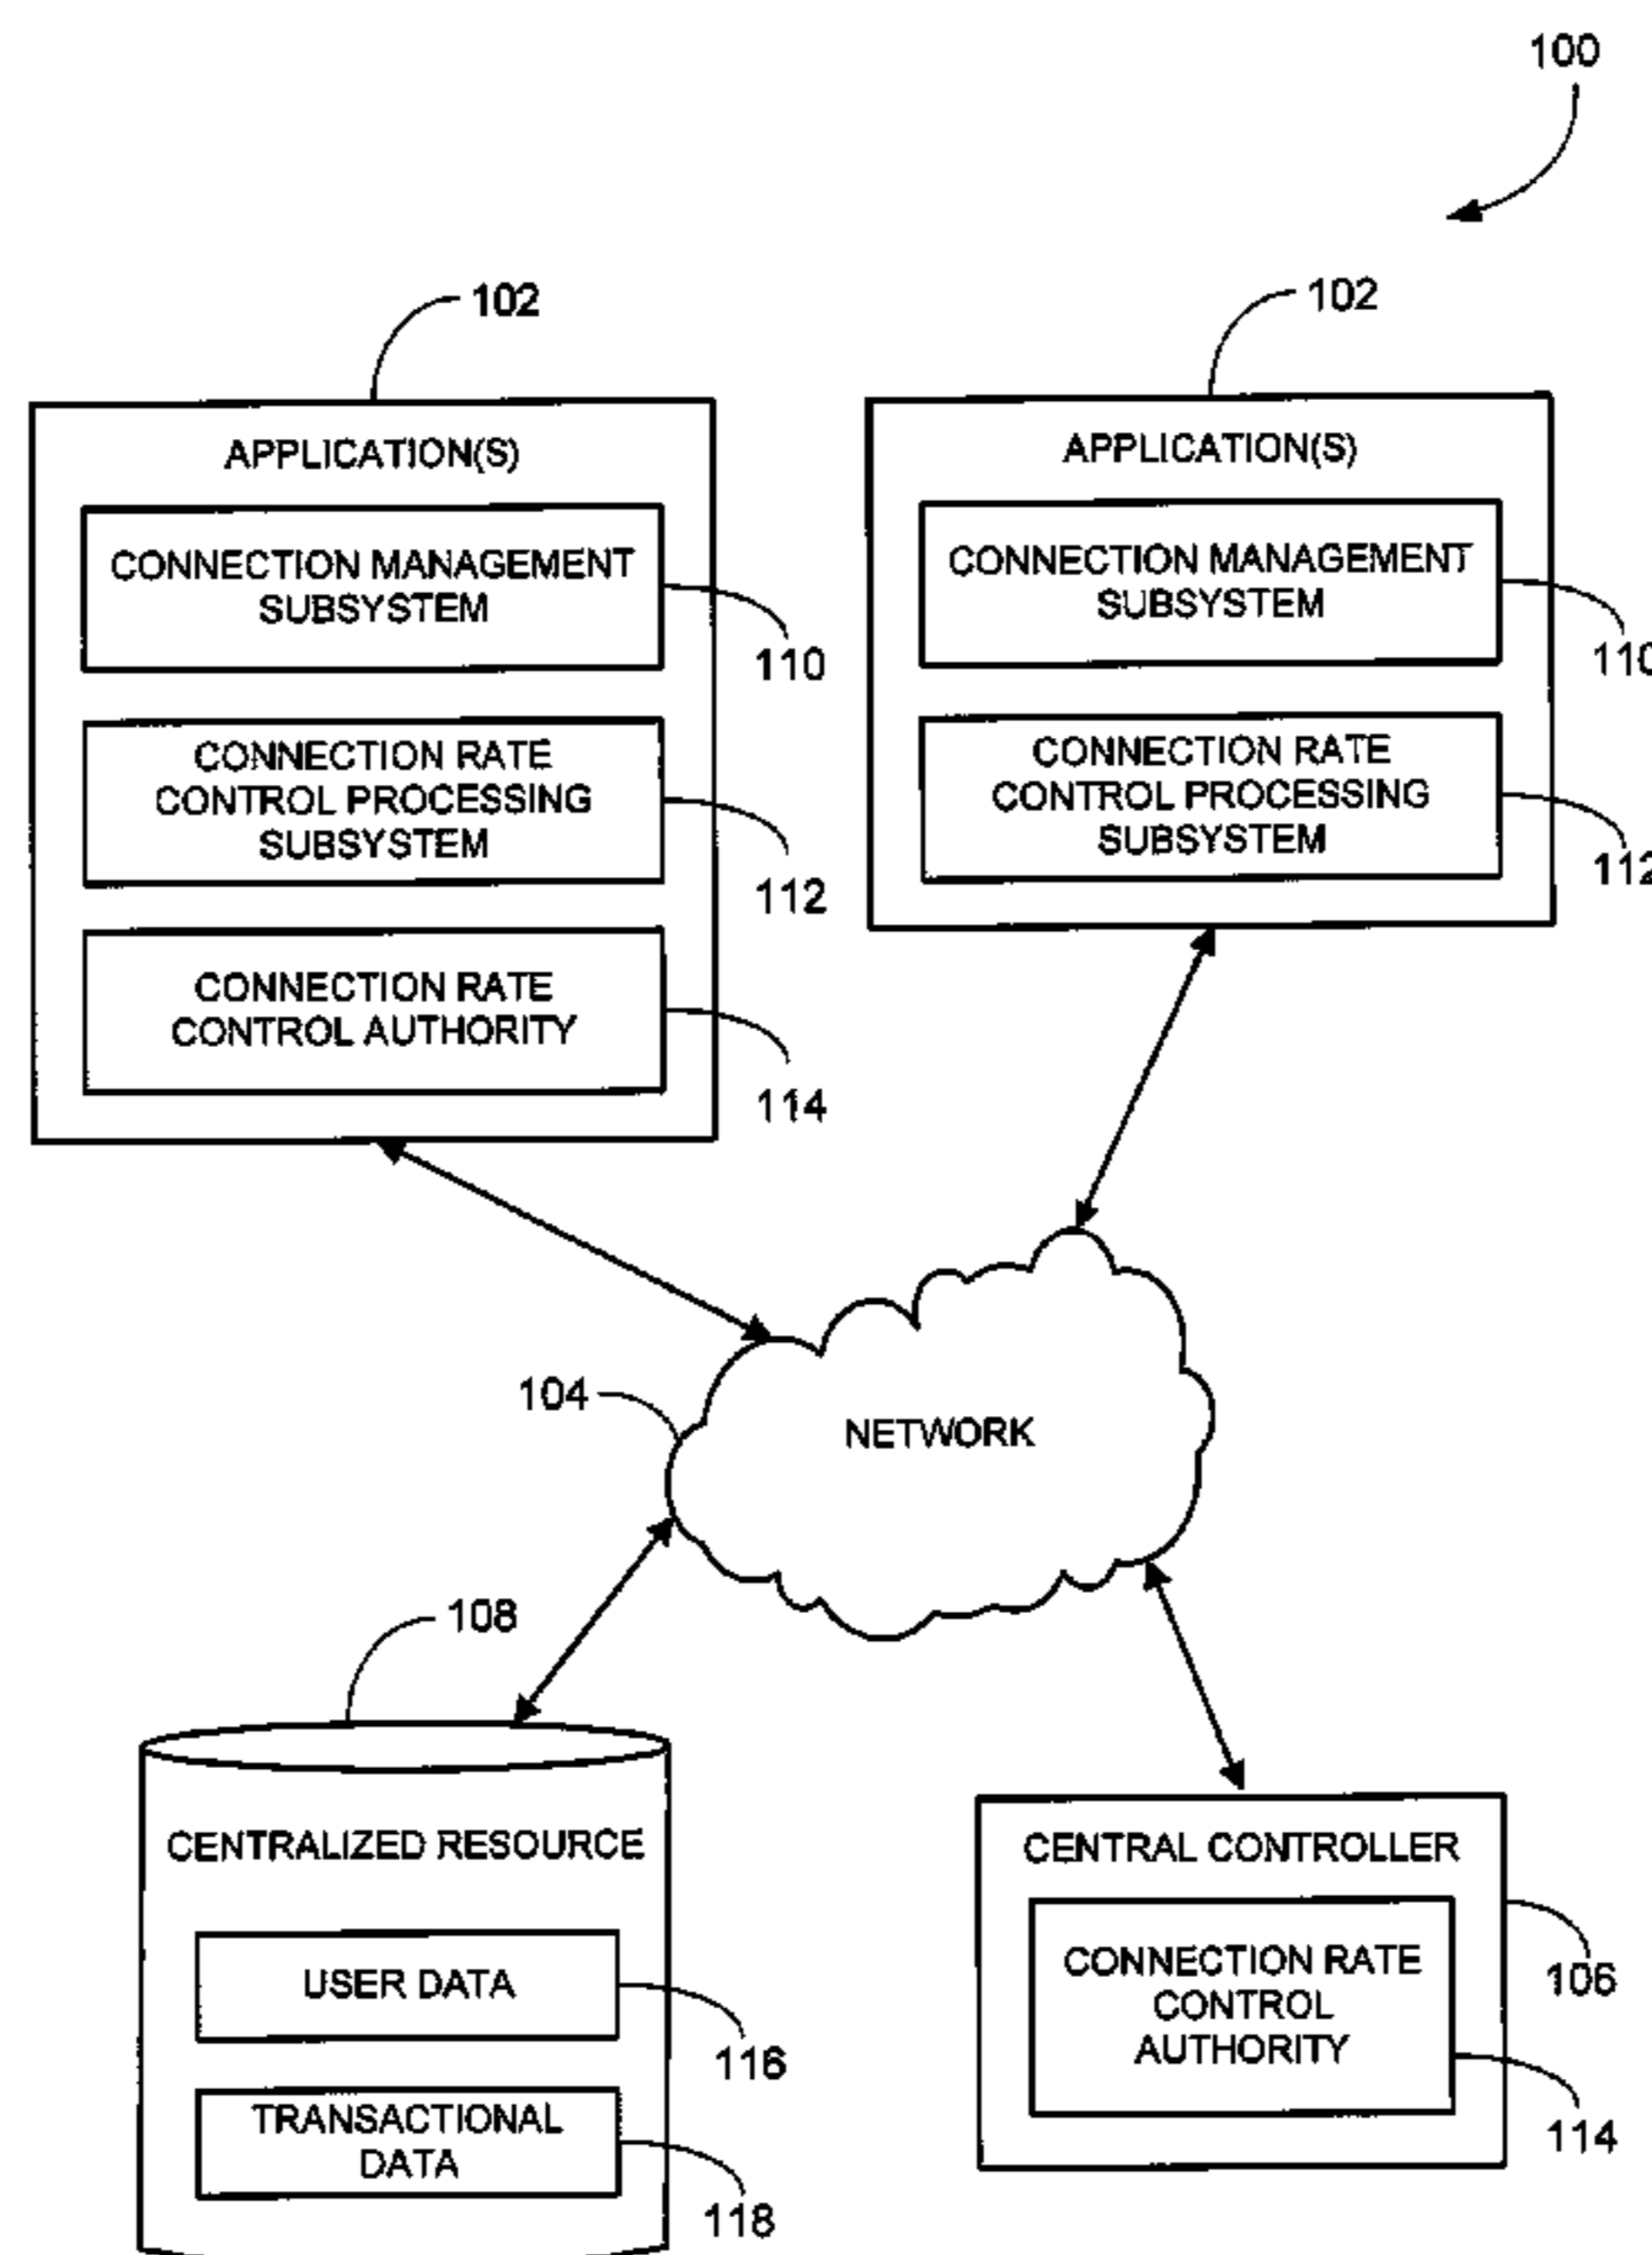 100
102
102
APPLICATION(S)
CONNECTION MANAGEMENT
SUBSYSTEM
110
CONNECTION RATE
CONTROL PROCESSING
SUBSYSTEM
112
CONNECTION RATE
CONTROL AUTHORITY
114
APPLICATION(S)
CONNECTION MANAGEMENT
SUBSYSTEM
110
CONNECTION RATE
CONTROL PROCESSING
SUBSYSTEM
112
104
NETWORK
108
CENTRALIZED RESOURCE
USER DATA
116
TRANSACTIONAL
DATA
118
CENTRAL CONTROLLER
106
CONNECTION RATE
CONTROL
AUTHORITY
114